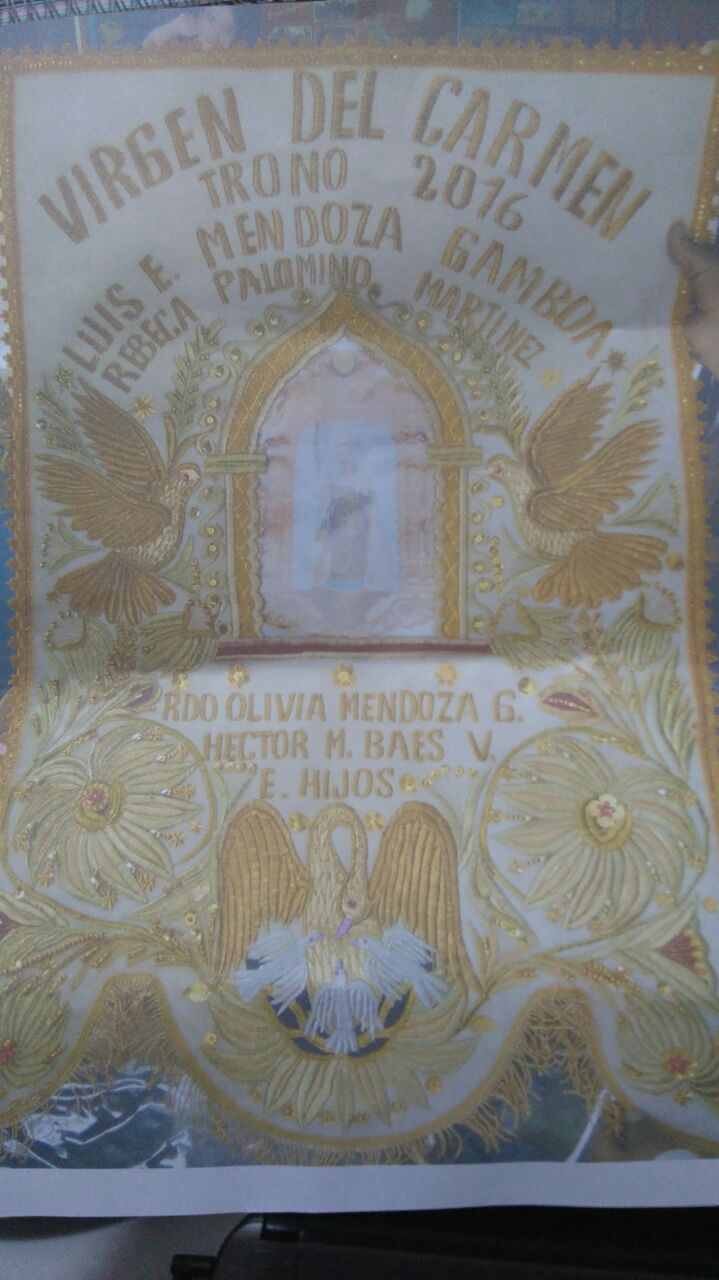 VIRGEN DEL CARMEN
TRONO 2016
LUIS E. MENDOZA GAMBOA
REBECA PALOMINO MARTINEZ
RDO OLIVIA MENDOZA G.
HECTOR M. BAES V.
E. HIJOS